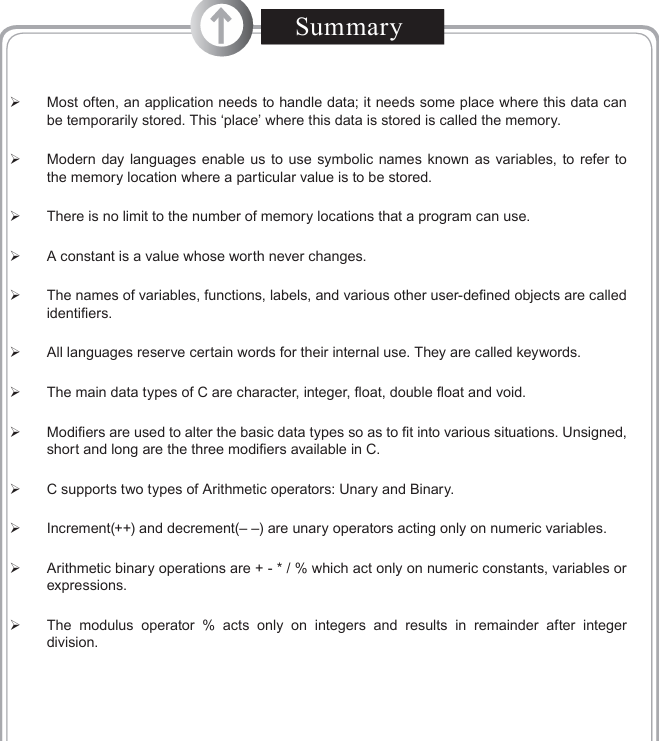 Summary
➢ Most often, an application needs to handle data; it needs some place where this data can
be temporarily stored. This ‘place’ where this data is stored is called the memory.
➢ Modern day languages enable us to use symbolic names known as variables, to refer to
the memory location where a particular value is to be stored.
➢ There is no limit to the number of memory locations that a program can use.
➢ A constant is a value whose worth never changes.
➢ The names of variables, functions, labels, and various other user-defined objects are called
identifiers.
➢ All languages reserve certain words for their internal use. They are called keywords.
➢ The main data types of C are character, integer, float, double float and void.
➢ Modifiers are used to alter the basic data types so as to fit into various situations. Unsigned,
short and long are the three modifiers available in C.
➢ C supports two types of Arithmetic operators: Unary and Binary.
➢ Increment(++) and decrement(– –) are unary operators acting only on numeric variables.
➢ Arithmetic binary operations are + - * / % which act only on numeric constants, variables or
expressions.
➢ The modulus operator % acts only on integers and results in remainder after integer
division.